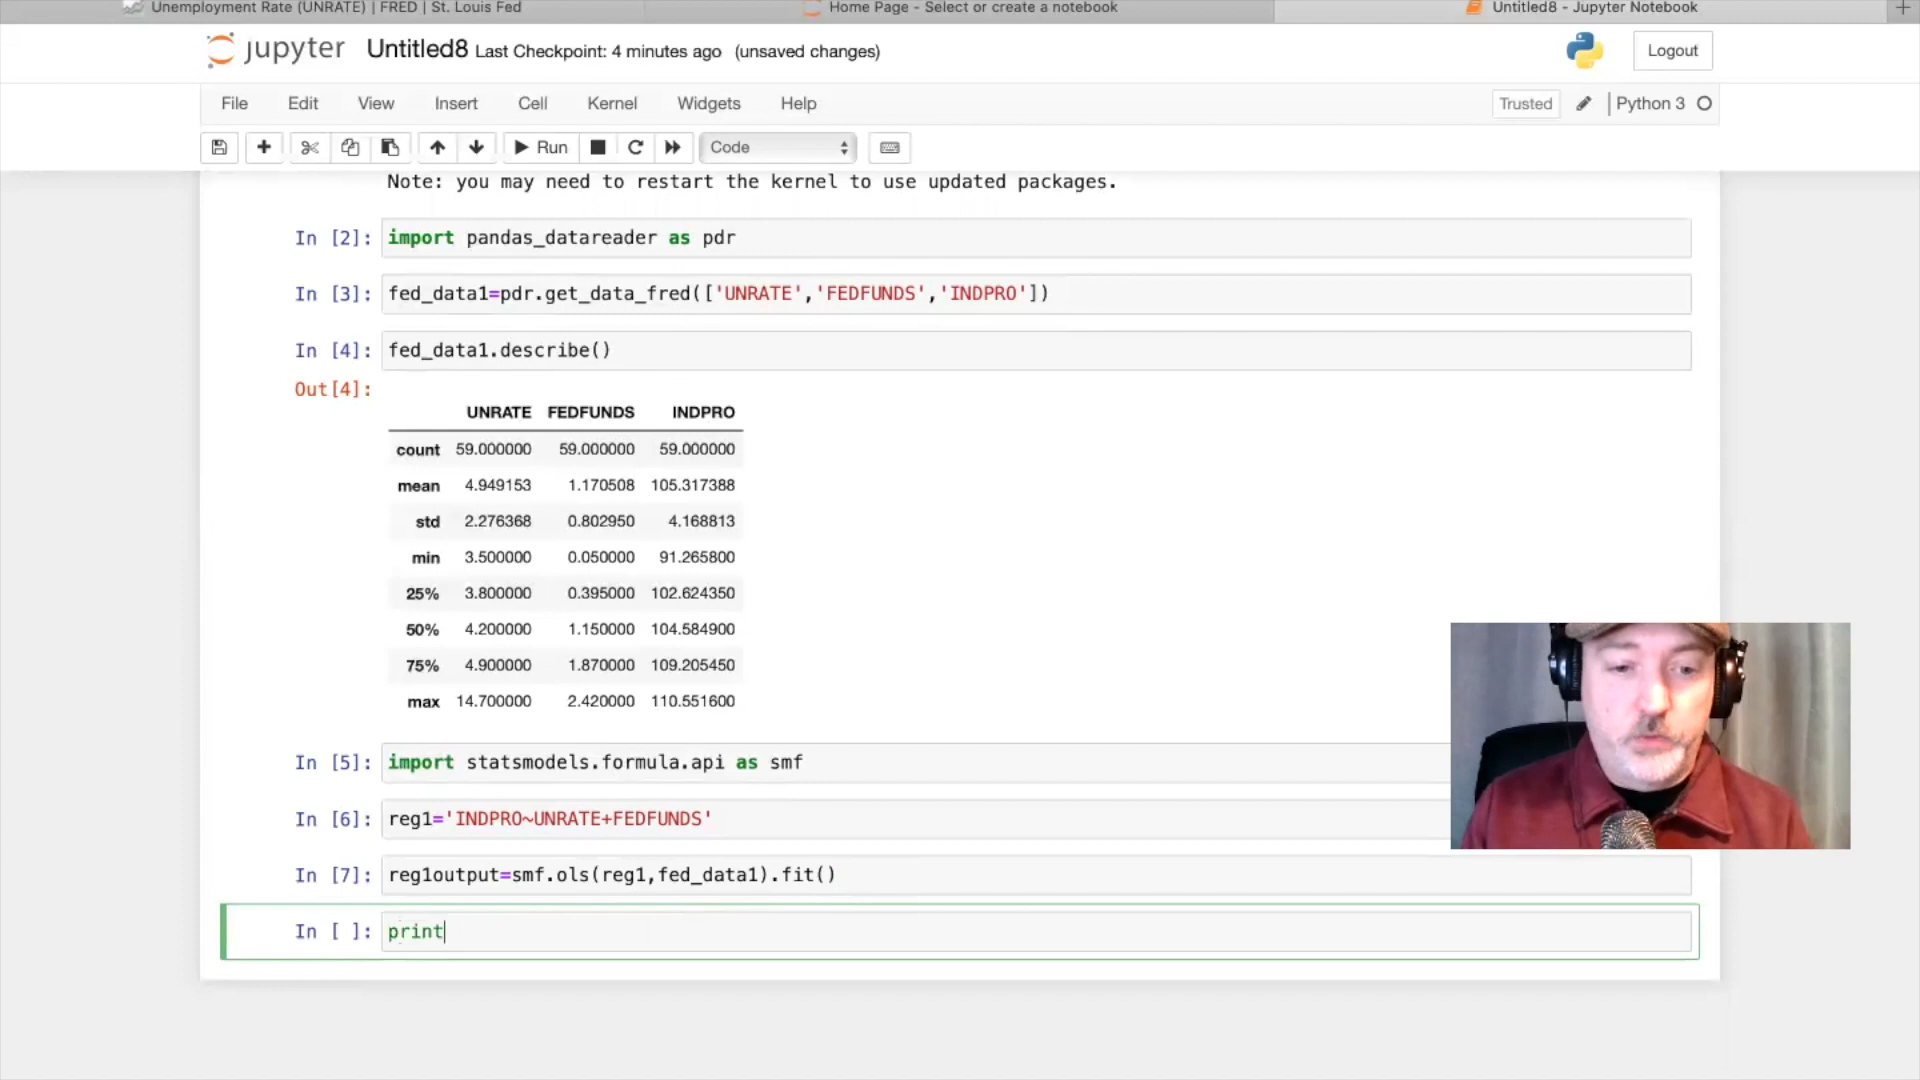 Unemployment Rate (UNRATE) | FRED | St. Louis Fed
Home Page - Select or create a notebook
Untitled8 - Jupyter Notebook
jupyter Untitled8 Last Checkpoint: 4 minutes ago (unsaved changes)
Logout
File Edit View Insert Cell Kernel Widgets Help
Trusted
Python 3
Run
Code
Note: you may need to restart the kernel to use updated packages.
In [2]: import pandas_datareader as pdr
In [3]: fed_data1=pdr.get_data_fred(['UNRATE','FEDFUNDS','INDPRO'])
In [4]: fed_data1.describe()
Out[4]:
UNRATE FEDFUNDS INDPRO
count 59.000000 59.000000 59.000000
mean 4.949153 1.170508 105.317388
std 2.276368 0.802950 4.168813
min 3.500000 0.050000 91.265800
25% 3.800000 0.395000 102.624350
50% 4.200000 1.150000 104.584900
75% 4.900000 1.870000 109.205450
max 14.700000 2.420000 110.551600
In [5]: import statsmodels.formula.api as smf
In [6]: reg1='INDPRO~UNRATE+FEDFUNDS'
In [7]: reg1output=smf.ols(reg1,fed_data1).fit()
In [ ]: print